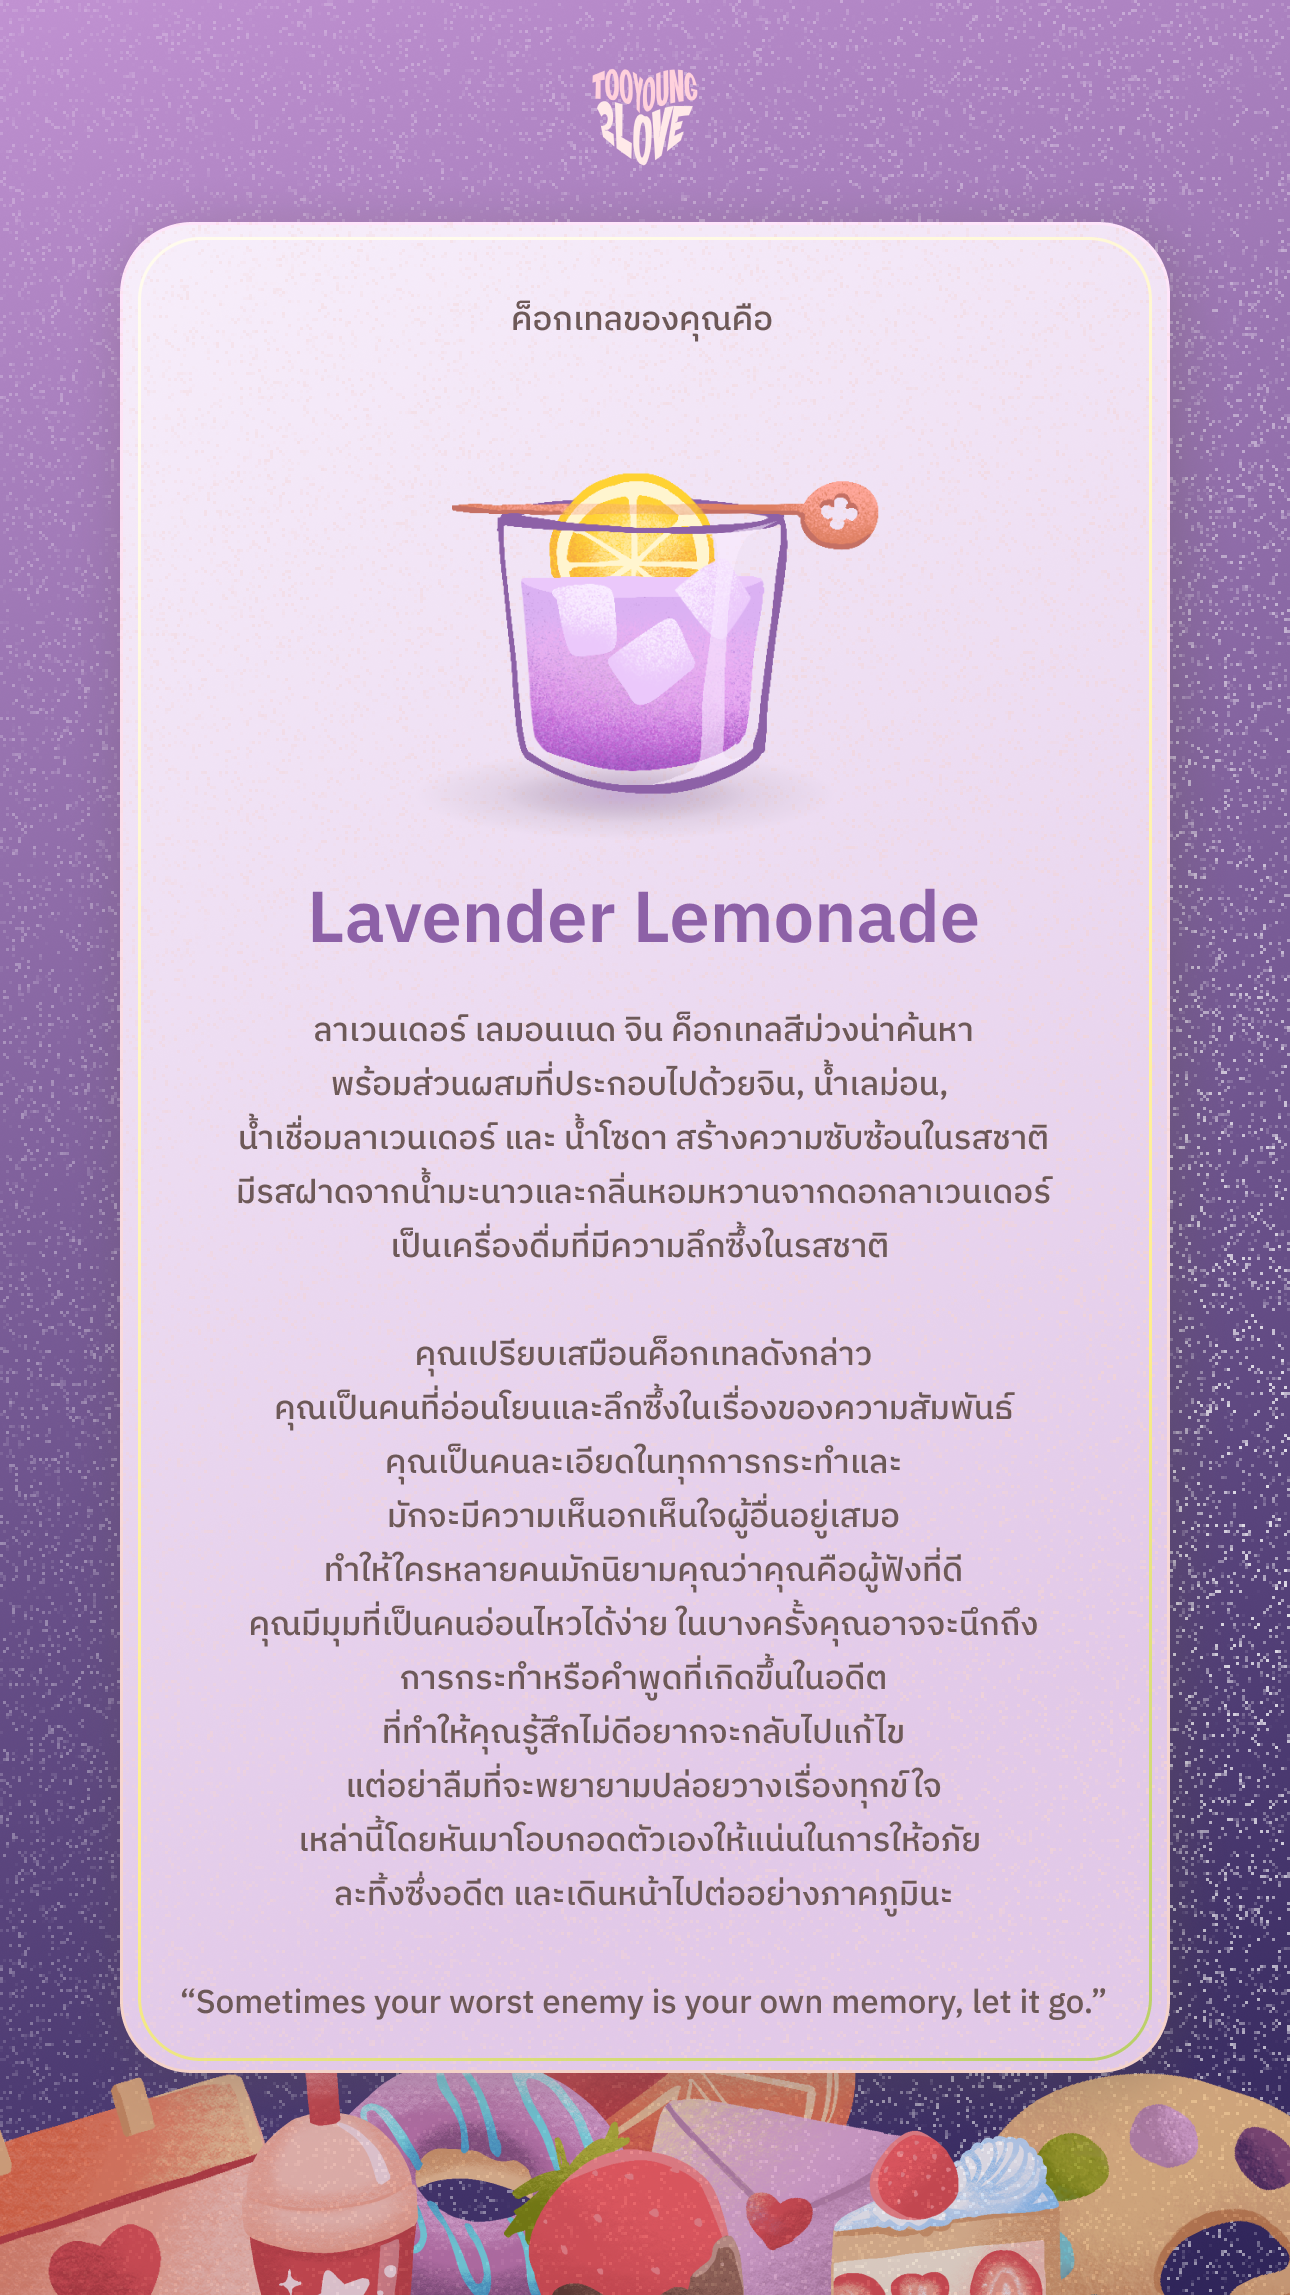 TOO YOUNG
2LOVE
ค็อกเทลของคุณคือ
Lavender Lemonade
ลาเวนเดอร์ เลมอนเนด จิน ค็อกเทลสีม่วงน่าค้นหา
พร้อมส่วนผสมที่ประกอบไปด้วยจิน, น้ำเลม่อน,
น้ำเชื่อมลาเวนเดอร์ และ น้ำโซดา สร้างความซับซ้อนในรสชาติ
มีรสฝาดจากน้ำมะนาวและกลิ่นหอมหวานจากดอกลาเวนเดอร์
เป็นเครื่องดื่มที่มีความลึกซึ้งในรสชาติ
คุณเปรียบเสมือนค็อกเทลดังกล่าว
คุณเป็นคนที่อ่อนโยนและลึกซึ้งในเรื่องของความสัมพันธ์
คุณเป็นคนละเอียดในทุกการกระทำและ
มักจะมีความเห็นอกเห็นใจผู้อื่นอยู่เสมอ
ทำให้ใครหลายคนมักนิยามคุณว่าคุณคือผู้ฟังที่ดี
คุณมีมุมที่เป็นคนอ่อนไหวได้ง่าย ในบางครั้งคุณอาจจะนึกถึง
การกระทำหรือคำพูดที่เกิดขึ้นในอดีต
ที่ทำให้คุณรู้สึกไม่ดีอยากจะกลับไปแก้ไข
แต่อย่าลืมที่จะพยายามปล่อยวางเรื่องทุกข์ใจ
เหล่านี้โดยหันมาโอบกอดตัวเองให้แน่นในการให้อภัย
ละทิ้งซึ่งอดีต และเดินหน้าไปต่ออย่างภาคภูมินะ
“Sometimes your worst enemy is your own memory, let it go.”